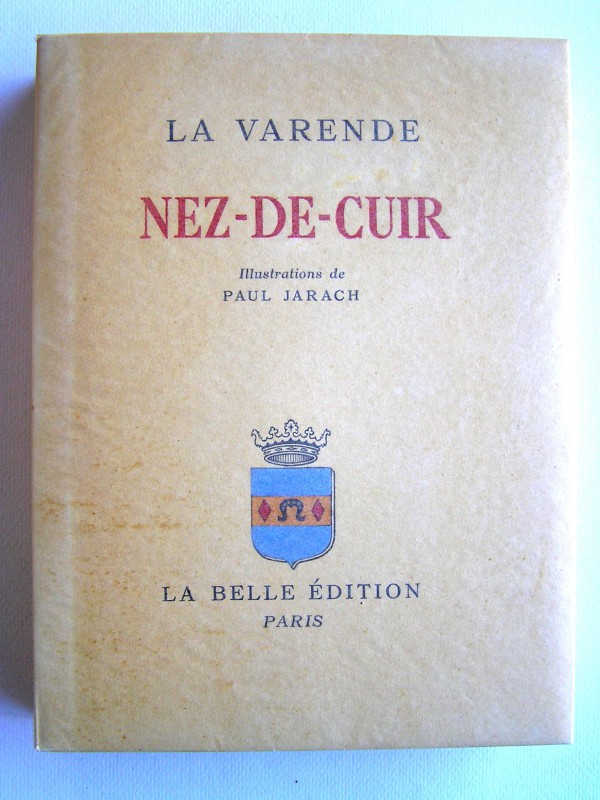 LA VARENDE
NEZ-DE-CUIR
Illustrations de
PAUL JARACH
LA BELLE ÉDITION
PARIS